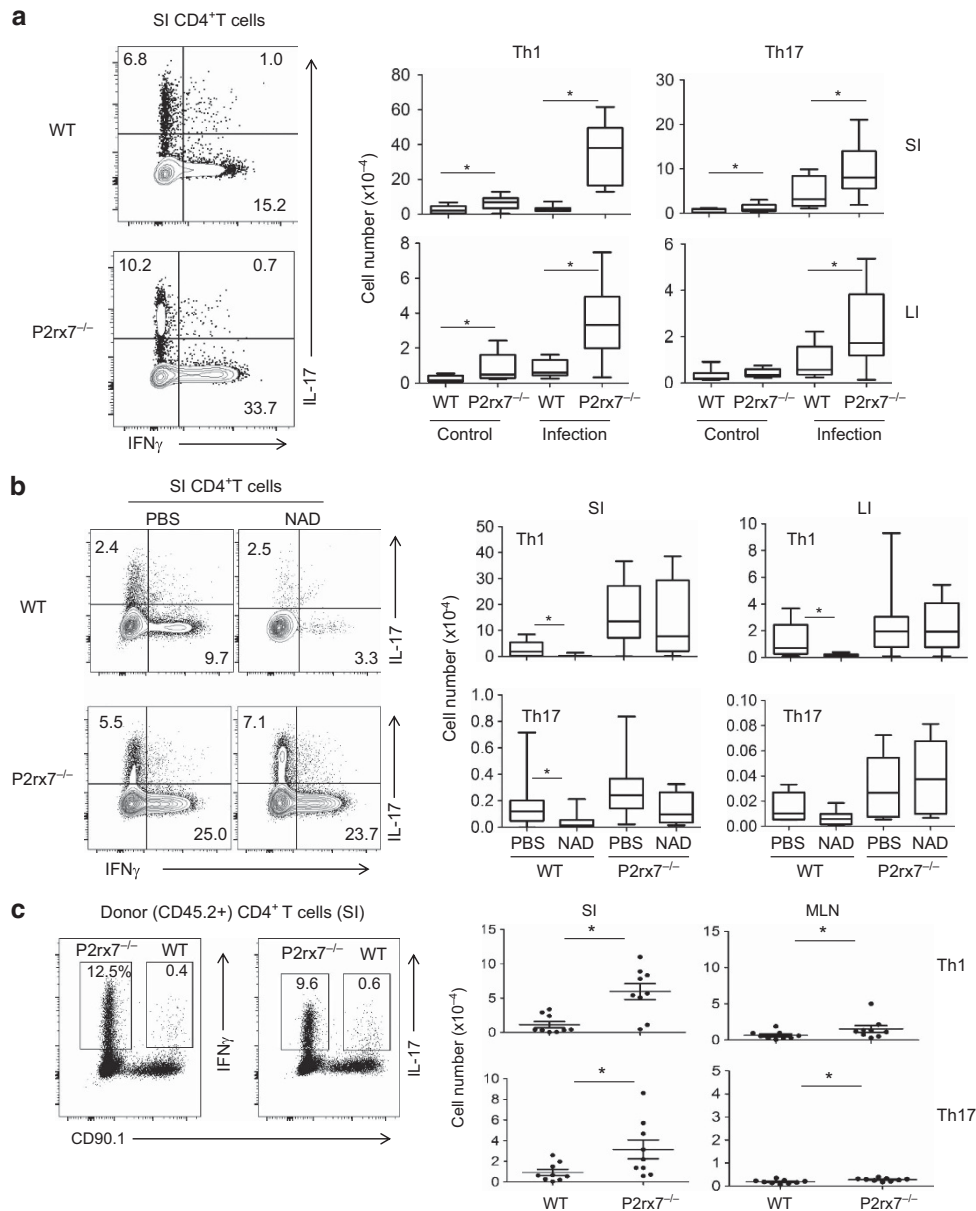 a
SI CD4⁺T cells
WT
6.8
1.0
15.2
P2rx7⁻/⁻
10.2
0.7
33.7
IL-17
IFNγ
Th1
Th17
Cell number (x10⁻⁴)
80
60
40
20
0
30
20
10
0
SI
8
6
4
2
0
6
4
2
0
LI
WT P2rx7⁻/⁻ WT P2rx7⁻/⁻
Control Infection
WT P2rx7⁻/⁻ WT P2rx7⁻/⁻
Control Infection
* * * *
* * *
b
SI CD4⁺T cells
PBS NAD
WT
2.4
9.7
2.5
3.3
IL-17
P2rx7⁻/⁻
5.5
25.0
7.1
23.7
IL-17
IFNγ
SI
LI
Cell number (x10⁻⁴)
Th1
50
40
30
20
10
0
*
Th1
10
8
6
4
2
0
*
Th17
1.0
0.8
0.6
0.4
0.2
0.0
*
Th17
0.10
0.08
0.06
0.04
0.02
0.00
PBS NAD PBS NAD
WT P2rx7⁻/⁻
PBS NAD PBS NAD
WT P2rx7⁻/⁻
c
Donor (CD45.2+) CD4⁺ T cells (SI)
P2rx7⁻/⁻ WT
12.5% 0.4
IFNγ
P2rx7⁻/⁻ WT
9.6 0.6
IL-17
CD90.1
SI
MLN
Cell number (x10⁻⁴)
15
10
5
0
*
15
10
5
0
*
Th1
10
8
6
4
2
0
*
5
4
3
2
1
0
*
Th17
WT P2rx7⁻/⁻
WT P2rx7⁻/⁻